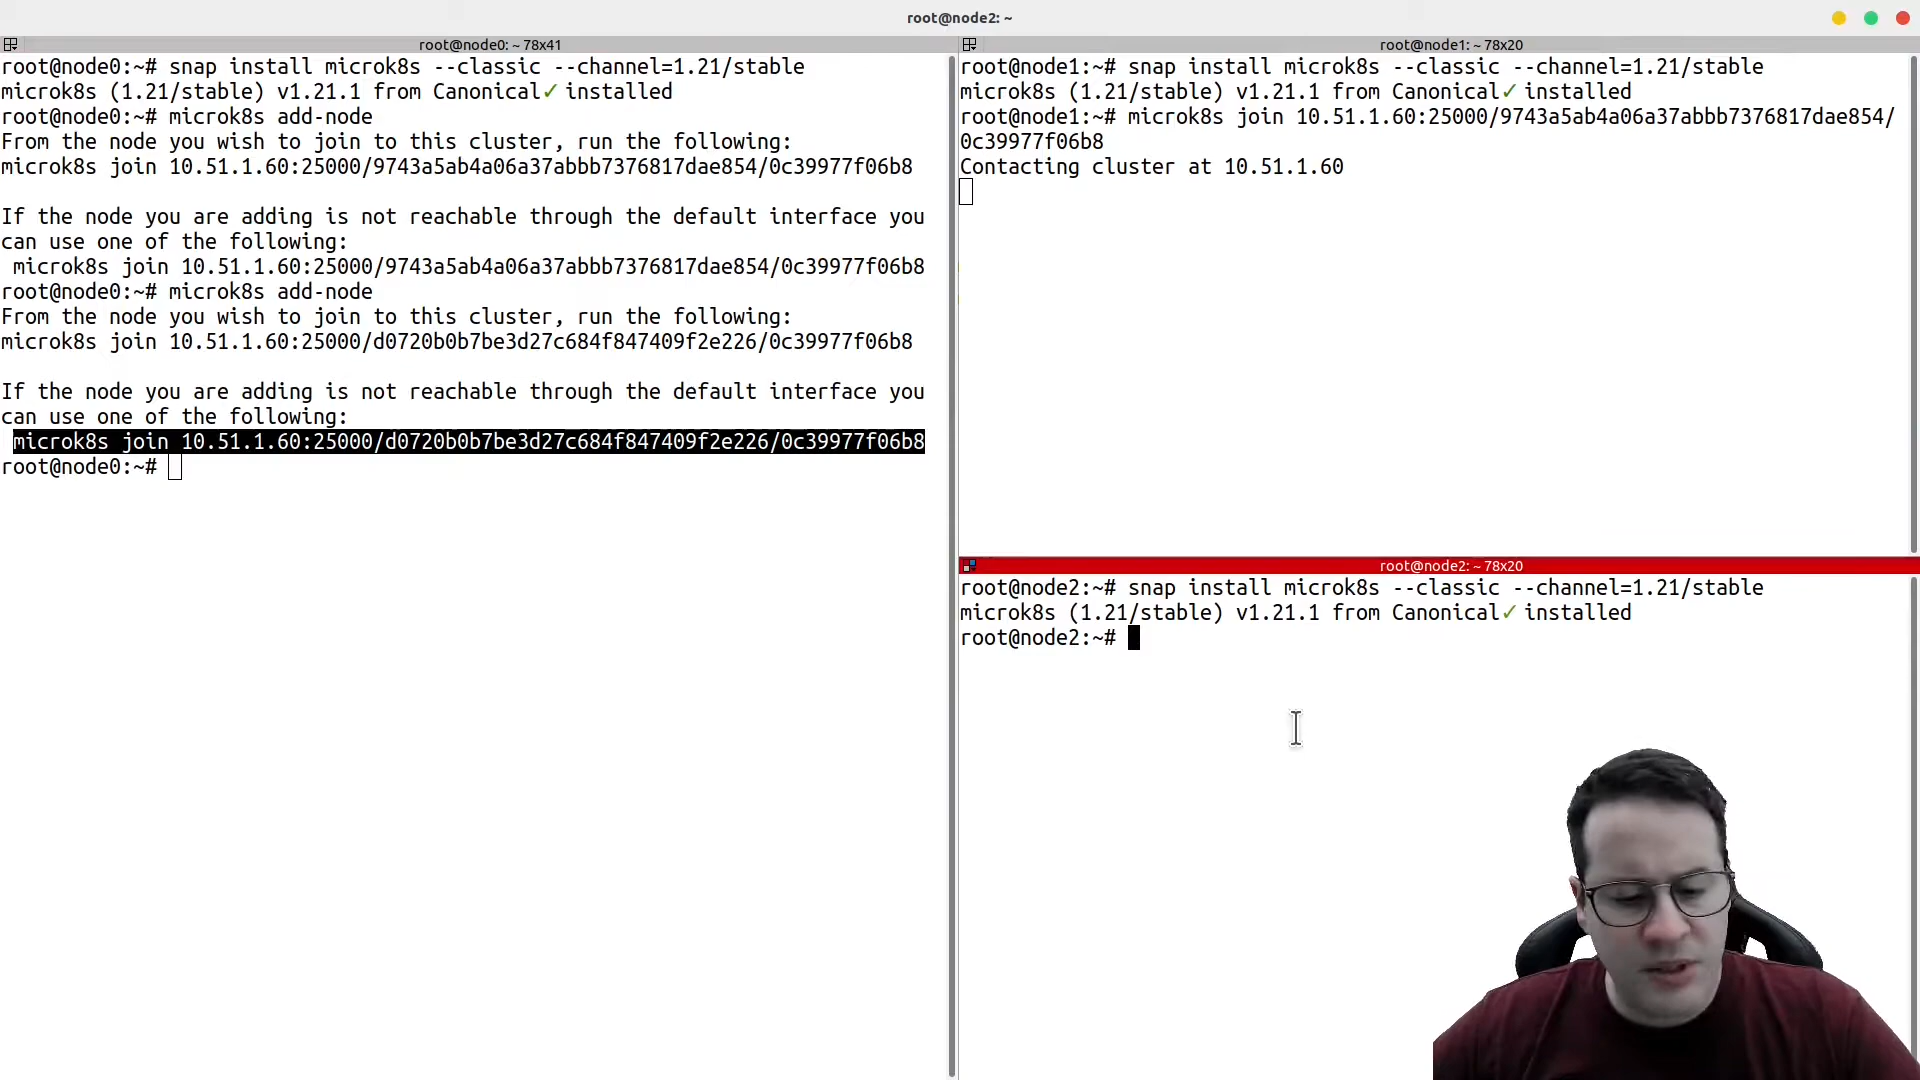 root@node2: ~
root@node0: ~ 78x41
root@node0:~# snap install microk8s --classic --channel=1.21/stable
microk8s (1.21/stable) v1.21.1 from Canonical✓ installed
root@node0:~# microk8s add-node
From the node you wish to join to this cluster, run the following:
microk8s join 10.51.1.60:25000/9743a5ab4a06a37abbb7376817dae854/0c39977f06b8
If the node you are adding is not reachable through the default interface you
can use one of the following:
microk8s join 10.51.1.60:25000/9743a5ab4a06a37abbb7376817dae854/0c39977f06b8
root@node0:~# microk8s add-node
From the node you wish to join to this cluster, run the following:
microk8s join 10.51.1.60:25000/d0720b0b7be3d27c684f847409f2e226/0c39977f06b8
If the node you are adding is not reachable through the default interface you
can use one of the following:
microk8s join 10.51.1.60:25000/d0720b0b7be3d27c684f847409f2e226/0c39977f06b8
root@node0:~#
root@node1: ~ 78x20
root@node1:~# snap install microk8s --classic --channel=1.21/stable
microk8s (1.21/stable) v1.21.1 from Canonical✓ installed
root@node1:~# microk8s join 10.51.1.60:25000/9743a5ab4a06a37abbb7376817dae854/
0c39977f06b8
Contacting cluster at 10.51.1.60
root@node2: ~ 78x20
root@node2:~# snap install microk8s --classic --channel=1.21/stable
microk8s (1.21/stable) v1.21.1 from Canonical✓ installed
root@node2:~#